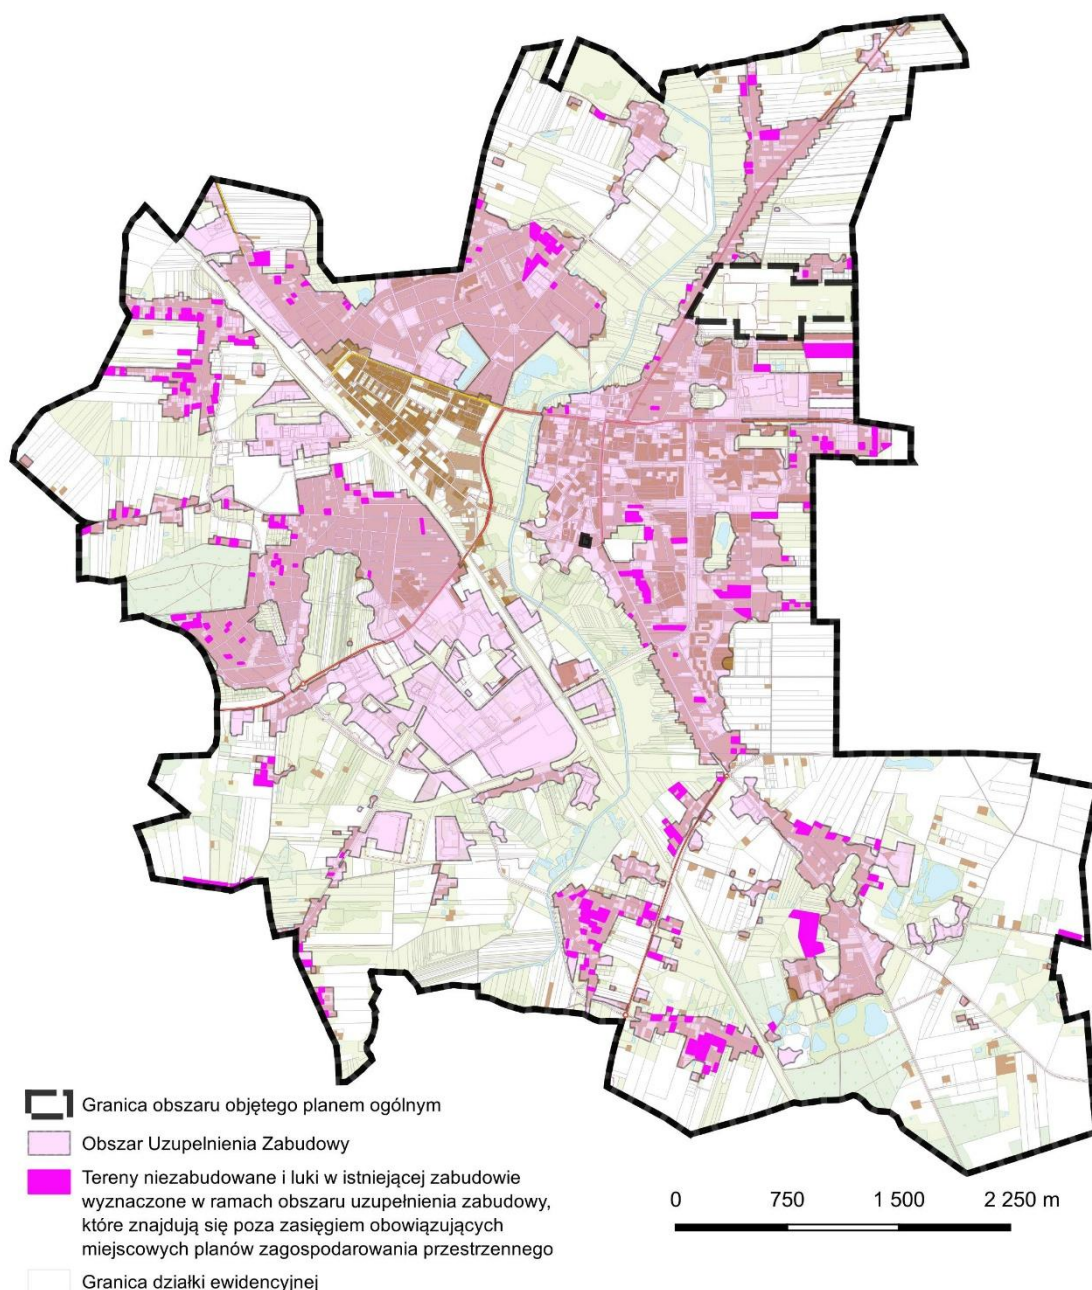 Granica obszaru objętego planem ogólnym
Obszar Uzupelnienia Zabudowy
Tereny niezabudowane i luki w istniejącej zabudowie
wyznaczone w ramach obszaru uzupełnienia zabudowy,
które znajdują się poza zasięgiem obowiązujących
miejscowych planów zagospodarowania przestrzennego
Granica działki ewidencyjnej
0 750 1 500 2 250 m